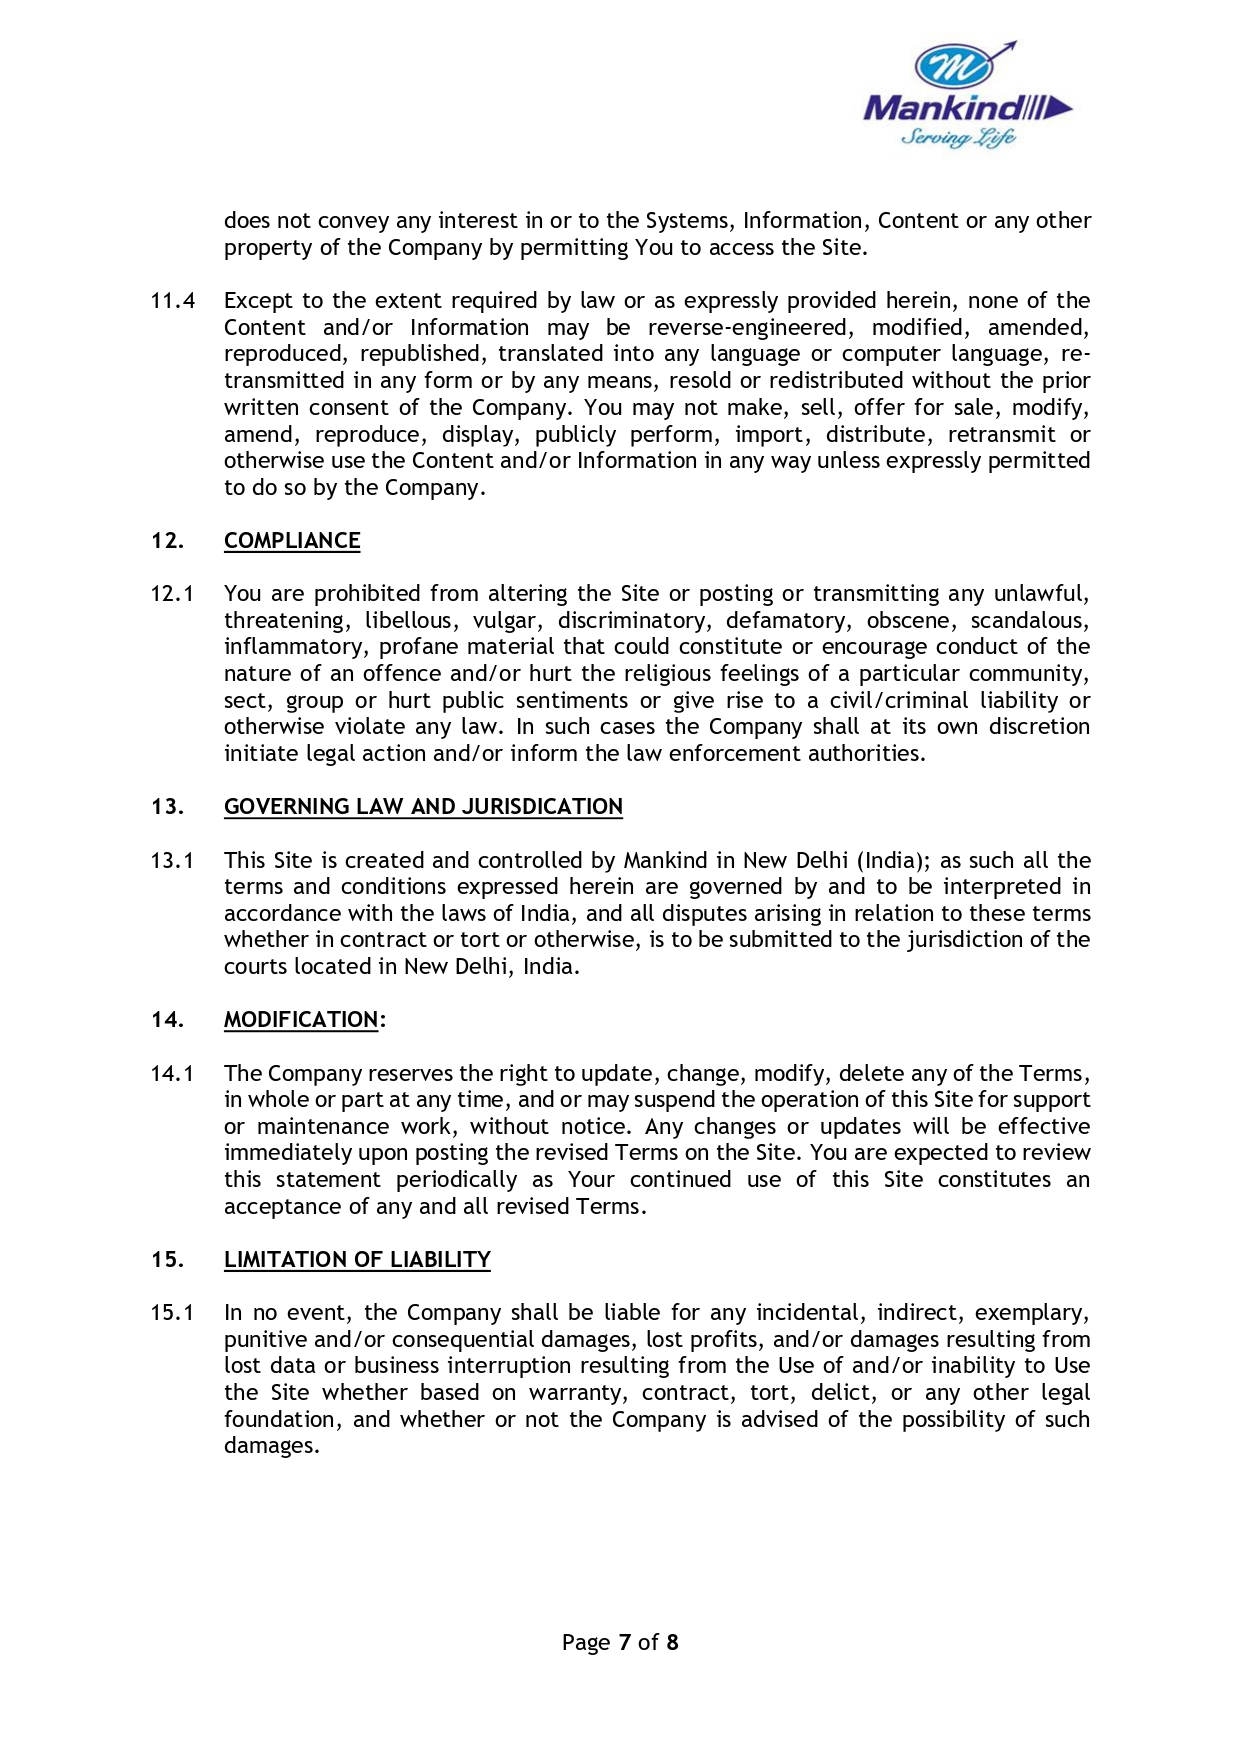 m
Mankind
Serving Life
does not convey any interest in or to the Systems, Information, Content or any other
property of the Company by permitting You to access the Site.
11.4 Except to the extent required by law or as expressly provided herein, none of the
Content and/or Information may be reverse-engineered, modified, amended,
reproduced, republished, translated into any language or computer language, re-
transmitted in any form or by any means, resold or redistributed without the prior
written consent of the Company. You may not make, sell, offer for sale, modify,
amend, reproduce, display, publicly perform, import, distribute, retransmit or
otherwise use the Content and/or Information in any way unless expressly permitted
to do so by the Company.
12. COMPLIANCE
12.1 You are prohibited from altering the Site or posting or transmitting any unlawful,
threatening, libellous, vulgar, discriminatory, defamatory, obscene, scandalous,
inflammatory, profane material that could constitute or encourage conduct of the
nature of an offence and/or hurt the religious feelings of a particular community,
sect, group or hurt public sentiments or give rise to a civil/criminal liability or
otherwise violate any law. In such cases the Company shall at its own discretion
initiate legal action and/or inform the law enforcement authorities.
13. GOVERNING LAW AND JURISDICATION
13.1 This Site is created and controlled by Mankind in New Delhi (India); as such all the
terms and conditions expressed herein are governed by and to be interpreted in
accordance with the laws of India, and all disputes arising in relation to these terms
whether in contract or tort or otherwise, is to be submitted to the jurisdiction of the
courts located in New Delhi, India.
14. MODIFICATION:
14.1 The Company reserves the right to update, change, modify, delete any of the Terms,
in whole or part at any time, and or may suspend the operation of this Site for support
or maintenance work, without notice. Any changes or updates will be effective
immediately upon posting the revised Terms on the Site. You are expected to review
this statement periodically as Your continued use of this Site constitutes an
acceptance of any and all revised Terms.
15. LIMITATION OF LIABILITY
15.1 In no event, the Company shall be liable for any incidental, indirect, exemplary,
punitive and/or consequential damages, lost profits, and/or damages resulting from
lost data or business interruption resulting from the Use of and/or inability to Use
the Site whether based on warranty, contract, tort, delict, or any other legal
foundation, and whether or not the Company is advised of the possibility of such
damages.
Page 7 of 8